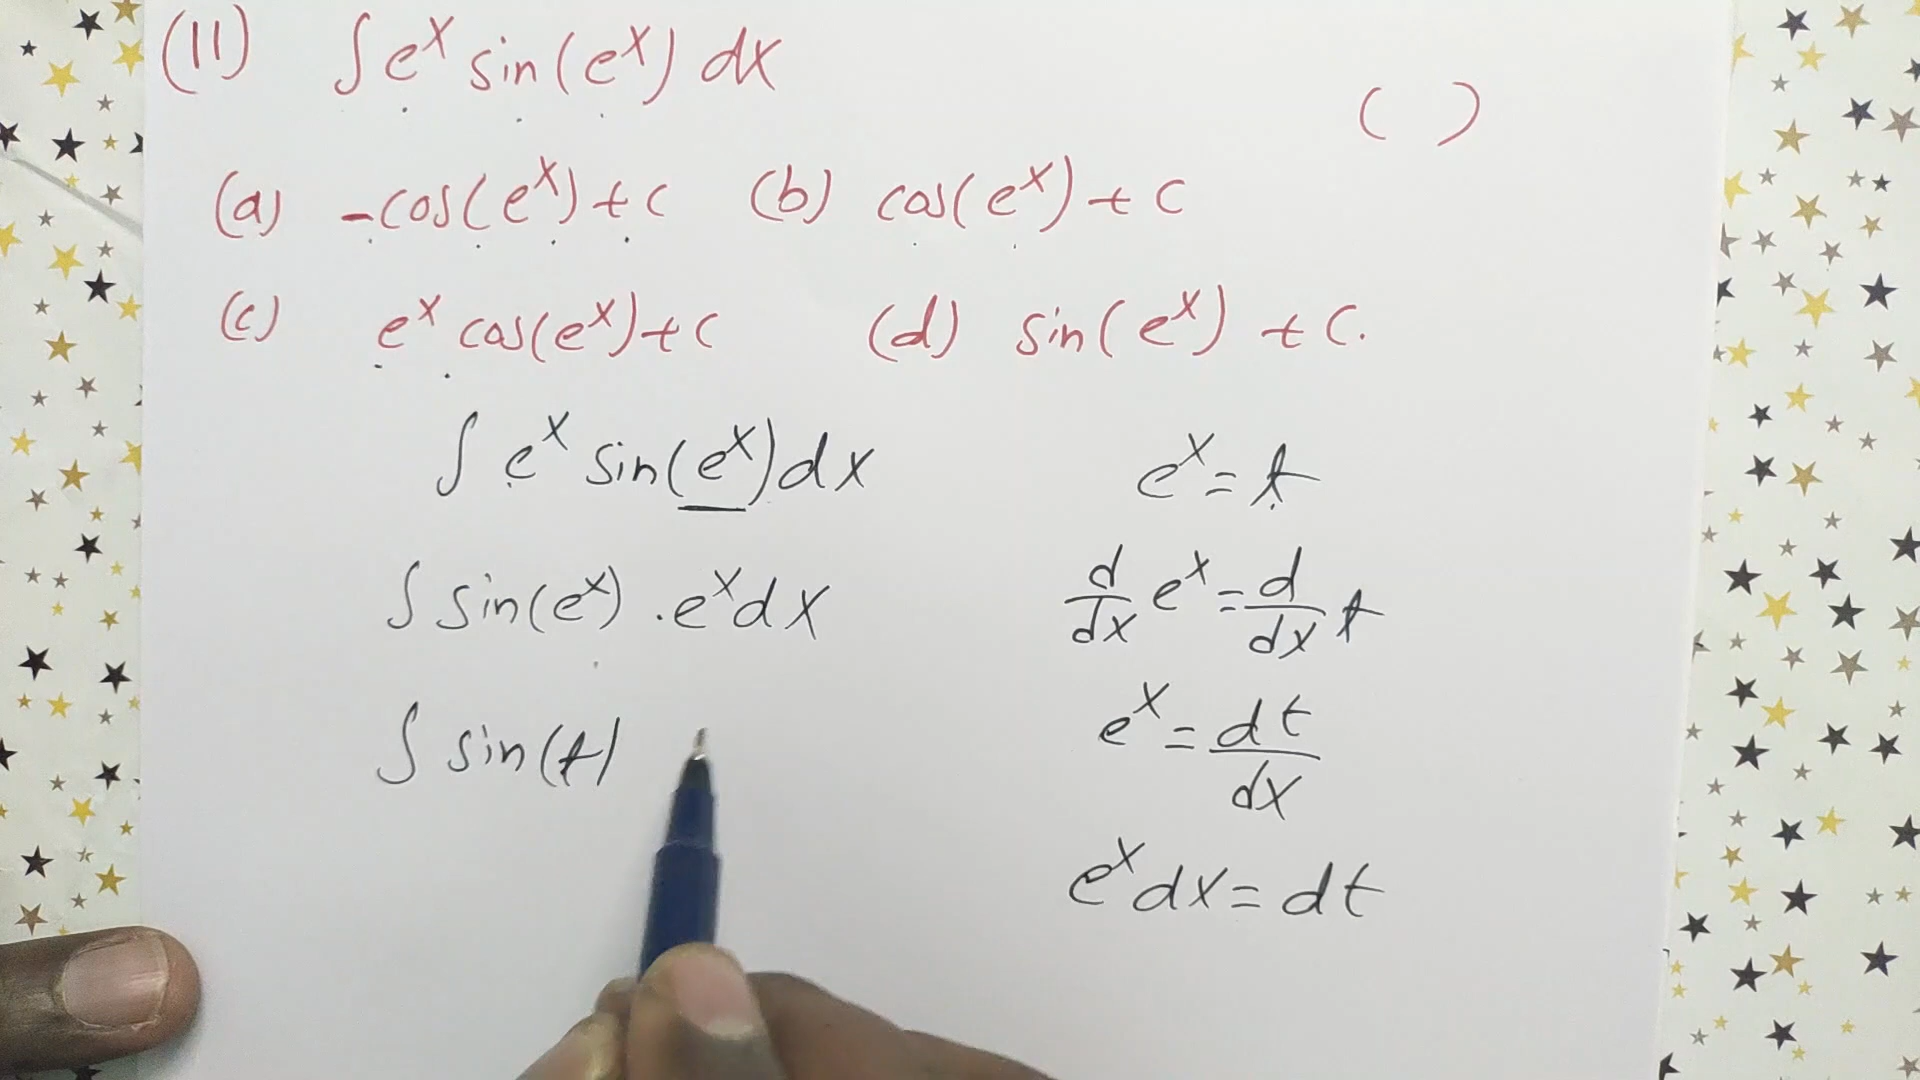 (11) ∫ eˣ sin(eˣ) dx
( )
(a) -cos(eˣ)+c (b) cos(eˣ)+c
(c) eˣ cos(eˣ)+c (d) sin(eˣ) +c.
∫ eˣ sin(eˣ)dx
∫ sin(eˣ) .eˣdx
∫ sin(t)
eˣ = t
d/dx eˣ = d/dx t
eˣ = dt/dx
eˣdx = dt